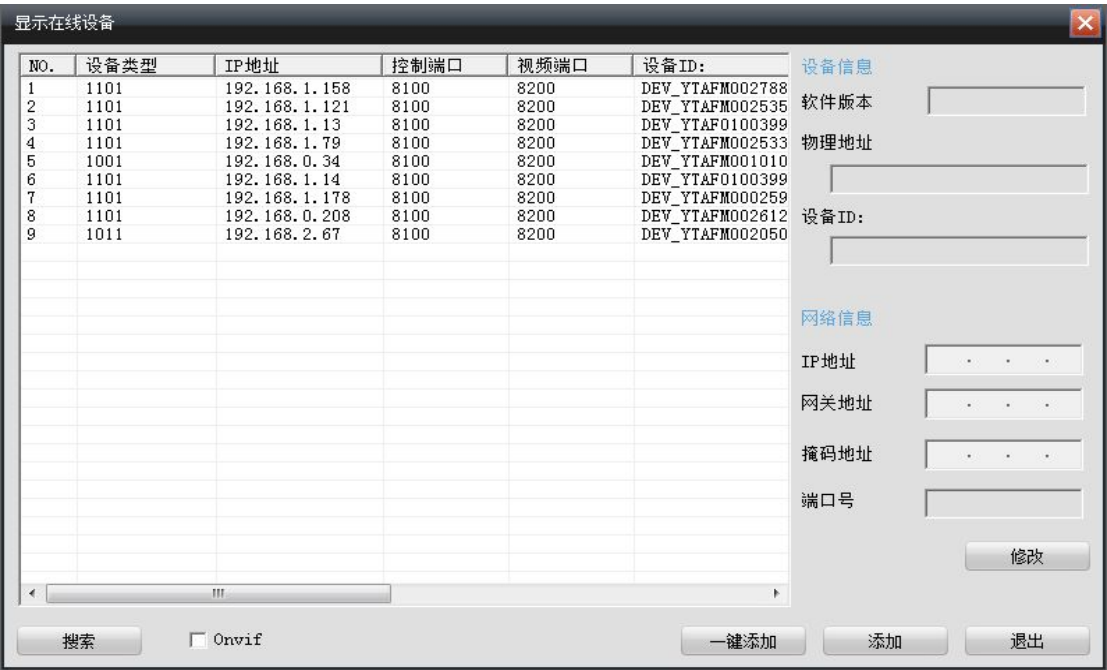 显示在线设备
NO. 设备类型 IP地址 控制端口 视频端口 设备ID:
1 1101 192.168.1.158 8100 8200 DEV_YTAFM002788
2 1101 192.168.1.121 8100 8200 DEV_YTAFM002535
3 1101 192.168.1.13 8100 8200 DEV_YTAF0100399
4 1101 192.168.1.79 8100 8200 DEV_YTAFM002533
5 1001 192.168.0.34 8100 8200 DEV_YTAFM001010
6 1101 192.168.1.14 8100 8200 DEV_YTAF0100399
7 1101 192.168.1.178 8100 8200 DEV_YTAFM000259
8 1101 192.168.0.208 8100 8200 DEV_YTAFM002612
9 1011 192.168.2.67 8100 8200 DEV_YTAFM002050
设备信息
软件版本
物理地址
设备ID:
网络信息
IP地址
网关地址
掩码地址
端口号
修改
搜索 Onvif 一键添加 添加 退出